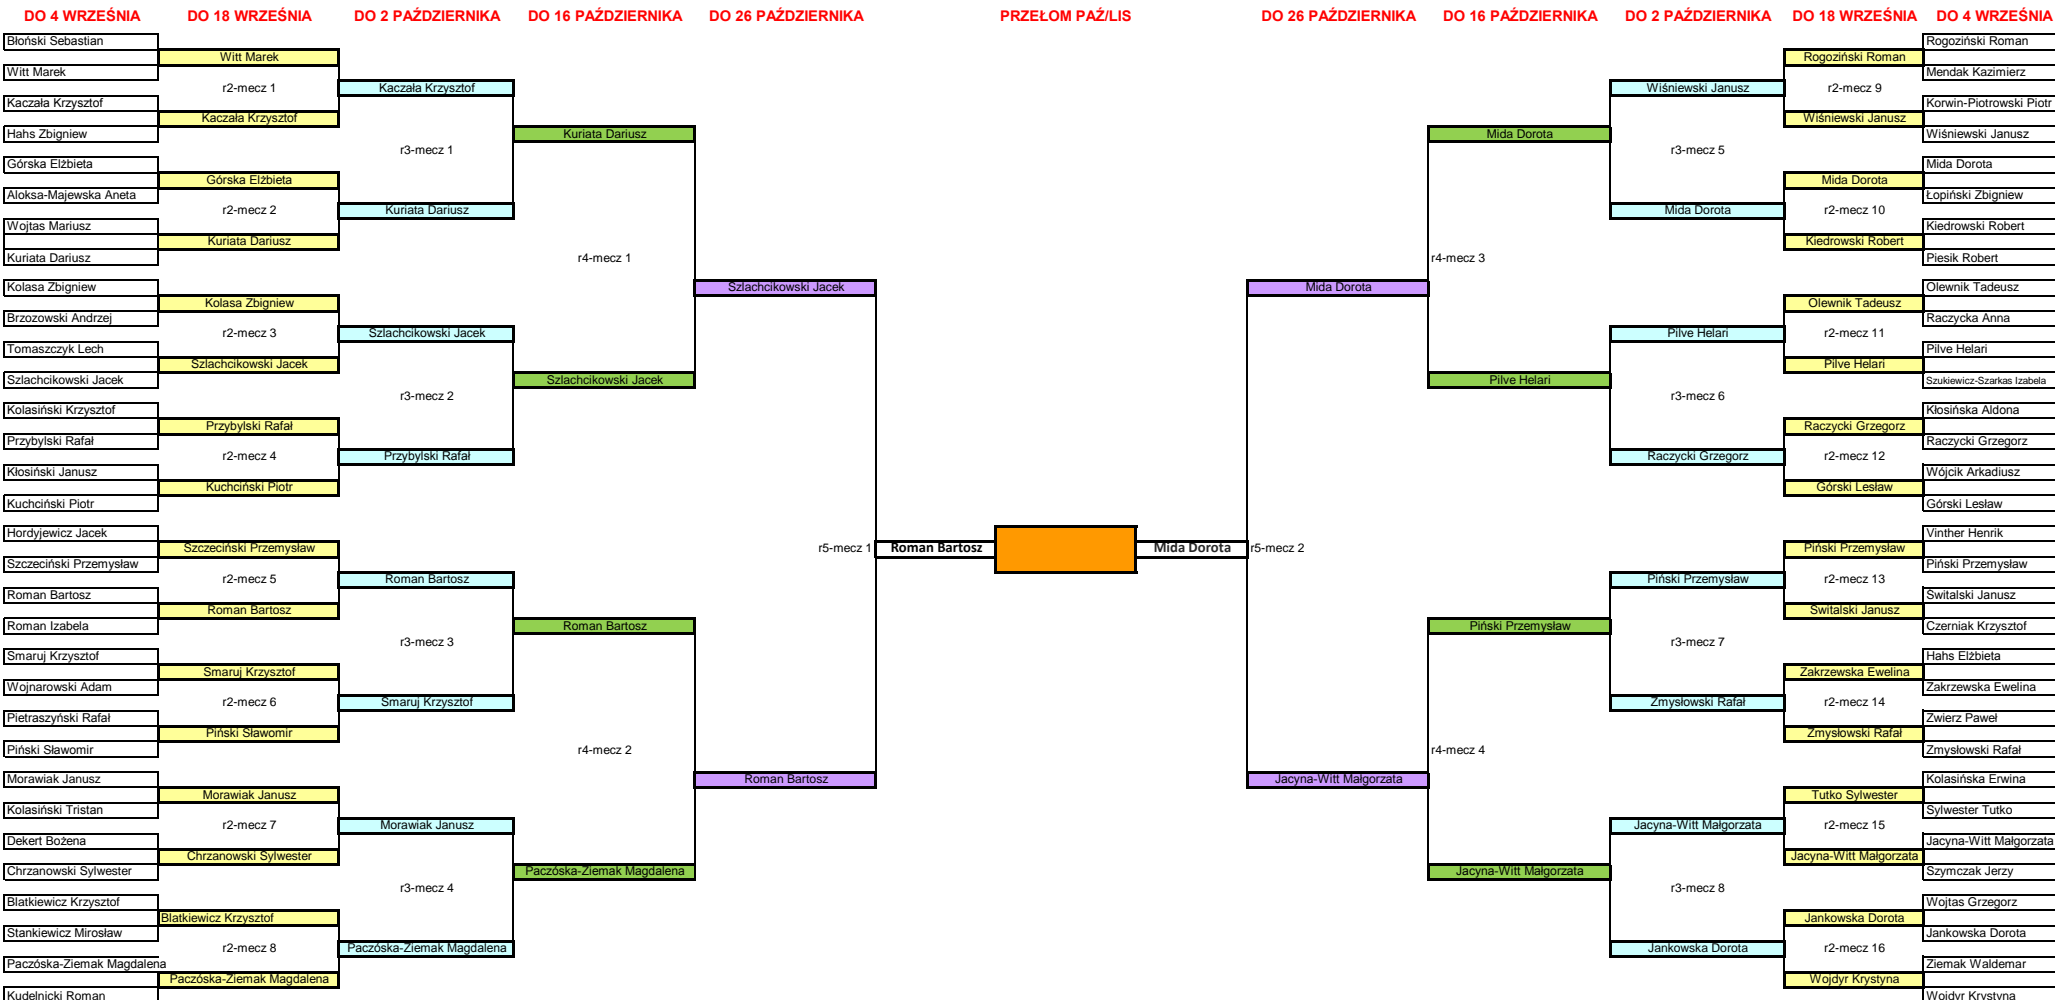 DO 4 WRZEŚNIA DO 18 WRZEŚNIA DO 2 PAŹDZIERNIKA DO 16 PAŹDZIERNIKA DO 26 PAŹDZIERNIKA PRZEŁOM PAŹ/LIS DO 26 PAŹDZIERNIKA DO 16 PAŹDZIERNIKA DO 2 PAŹDZIERNIKA DO 18 WRZEŚNIA DO 4 WRZEŚNIA
Błoński Sebastian Rogoziński Roman
Witt Marek Rogoziński Roman
Witt Marek Mendak Kazimierz
r2-mecz 1 Kaczała Krzysztof Wiśniewski Janusz r2-mecz 9
Kaczała Krzysztof Korwin-Piotrowski Piotr
Kaczała Krzysztof Wiśniewski Janusz
Hahs Zbigniew Kuriata Dariusz Mida Dorota Wiśniewski Janusz
r3-mecz 1 r3-mecz 5
Górska Elżbieta Mida Dorota
Górska Elżbieta Mida Dorota
Aloksa-Majewska Aneta Łopiński Zbigniew
r2-mecz 2 Kuriata Dariusz Mida Dorota r2-mecz 10
Wojtas Mariusz Kiedrowski Robert
Kuriata Dariusz Kiedrowski Robert
Kuriata Dariusz r4-mecz 1 r4-mecz 3 Piesik Robert
Kolasa Zbigniew Szlachcikowski Jacek Mida Dorota Olewnik Tadeusz
Kolasa Zbigniew Olewnik Tadeusz
Brzozowski Andrzej Raczycka Anna
r2-mecz 3 Szlachcikowski Jacek Pilve Helari r2-mecz 11
Tomaszczyk Lech Pilve Helari
Szlachcikowski Jacek Pilve Helari
Szlachcikowski Jacek Szlachcikowski Jacek Pilve Helari Szukiewicz-Szarkas Izabela
r3-mecz 2 r3-mecz 6
Kolasiński Krzysztof Kłosińska Aldona
Przybylski Rafał Raczycki Grzegorz
Przybylski Rafał Raczycki Grzegorz
r2-mecz 4 Przybylski Rafał Raczycki Grzegorz r2-mecz 12
Kłosiński Janusz Wójcik Arkadiusz
Kuchciński Piotr Górski Lesław
Kuchciński Piotr Górski Lesław
Hordyjewicz Jacek Vinther Henrik
Szczeciński Przemysław r5-mecz 1 Roman Bartosz Mida Dorota r5-mecz 2 Piński Przemysław
Szczeciński Przemysław Piński Przemysław
r2-mecz 5 Roman Bartosz Piński Przemysław r2-mecz 13
Roman Bartosz Świtalski Janusz
Roman Bartosz Świtalski Janusz
Roman Izabela Roman Bartosz Piński Przemysław Czerniak Krzysztof
r3-mecz 3 r3-mecz 7
Smaruj Krzysztof Hahs Elżbieta
Smaruj Krzysztof Zakrzewska Ewelina
Wojnarowski Adam Zakrzewska Ewelina
r2-mecz 6 Smaruj Krzysztof Zmysłowski Rafał r2-mecz 14
Pietraszyński Rafał Zwierz Paweł
Piński Sławomir Zmysłowski Rafał
Piński Sławomir r4-mecz 2 r4-mecz 4 Zmysłowski Rafał
Morawiak Janusz Roman Bartosz Jacyna-Witt Małgorzata Kolasińska Erwina
Morawiak Janusz Tutko Sylwester
Kolasiński Tristan Sylwester Tutko
r2-mecz 7 Morawiak Janusz Jacyna-Witt Małgorzata r2-mecz 15
Dekert Bożena Jacyna-Witt Małgorzata
Chrzanowski Sylwester Jacyna-Witt Małgorzata
Chrzanowski Sylwester Paczóska-Ziemak Magdalena Jacyna-Witt Małgorzata Szymczak Jerzy
r3-mecz 4 r3-mecz 8
Blatkiewicz Krzysztof Wojtas Grzegorz
Blatkiewicz Krzysztof Jankowska Dorota
Stankiewicz Mirosław Jankowska Dorota
r2-mecz 8 Paczóska-Ziemak Magdalena Jankowska Dorota r2-mecz 16
Paczóska-Ziemak Magdalena Ziemak Waldemar
Paczóska-Ziemak Magdalena Wojdyr Krystyna
Kudelnicki Roman Wojdyr Krystyna